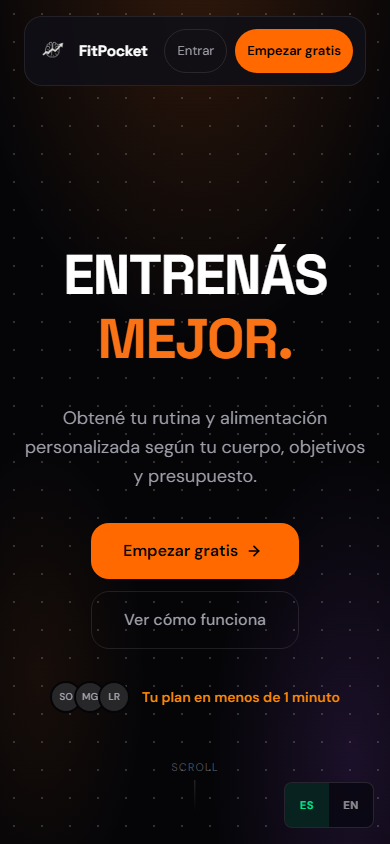 FitPocket
Entrar
Empezar gratis
ENTRENÁS
MEJOR.
Obtené tu rutina y alimentación
personalizada según tu cuerpo, objetivos
y presupuesto.
Empezar gratis →
Ver cómo funciona
SO MG LR
Tu plan en menos de 1 minuto
SCROLL
ES EN